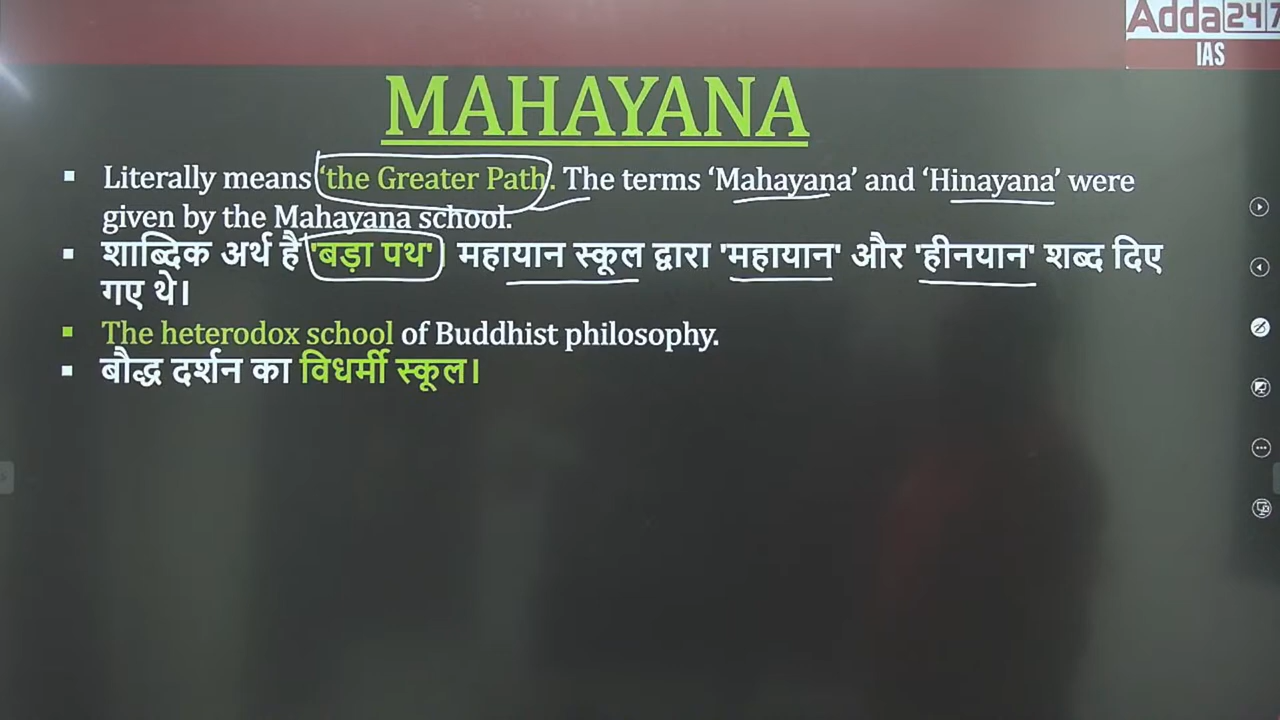 Adda247
IAS
MAHAYANA
Literally means ‘the Greater Path. The terms ‘Mahayana’ and ‘Hinayana’ were
given by the Mahayana school.
शाब्दिक अर्थ है 'बड़ा पथ' महायान स्कूल द्वारा 'महायान' और 'हीनयान' शब्द दिए
गए थे।
The heterodox school of Buddhist philosophy.
बौद्ध दर्शन का विधर्मी स्कूल।